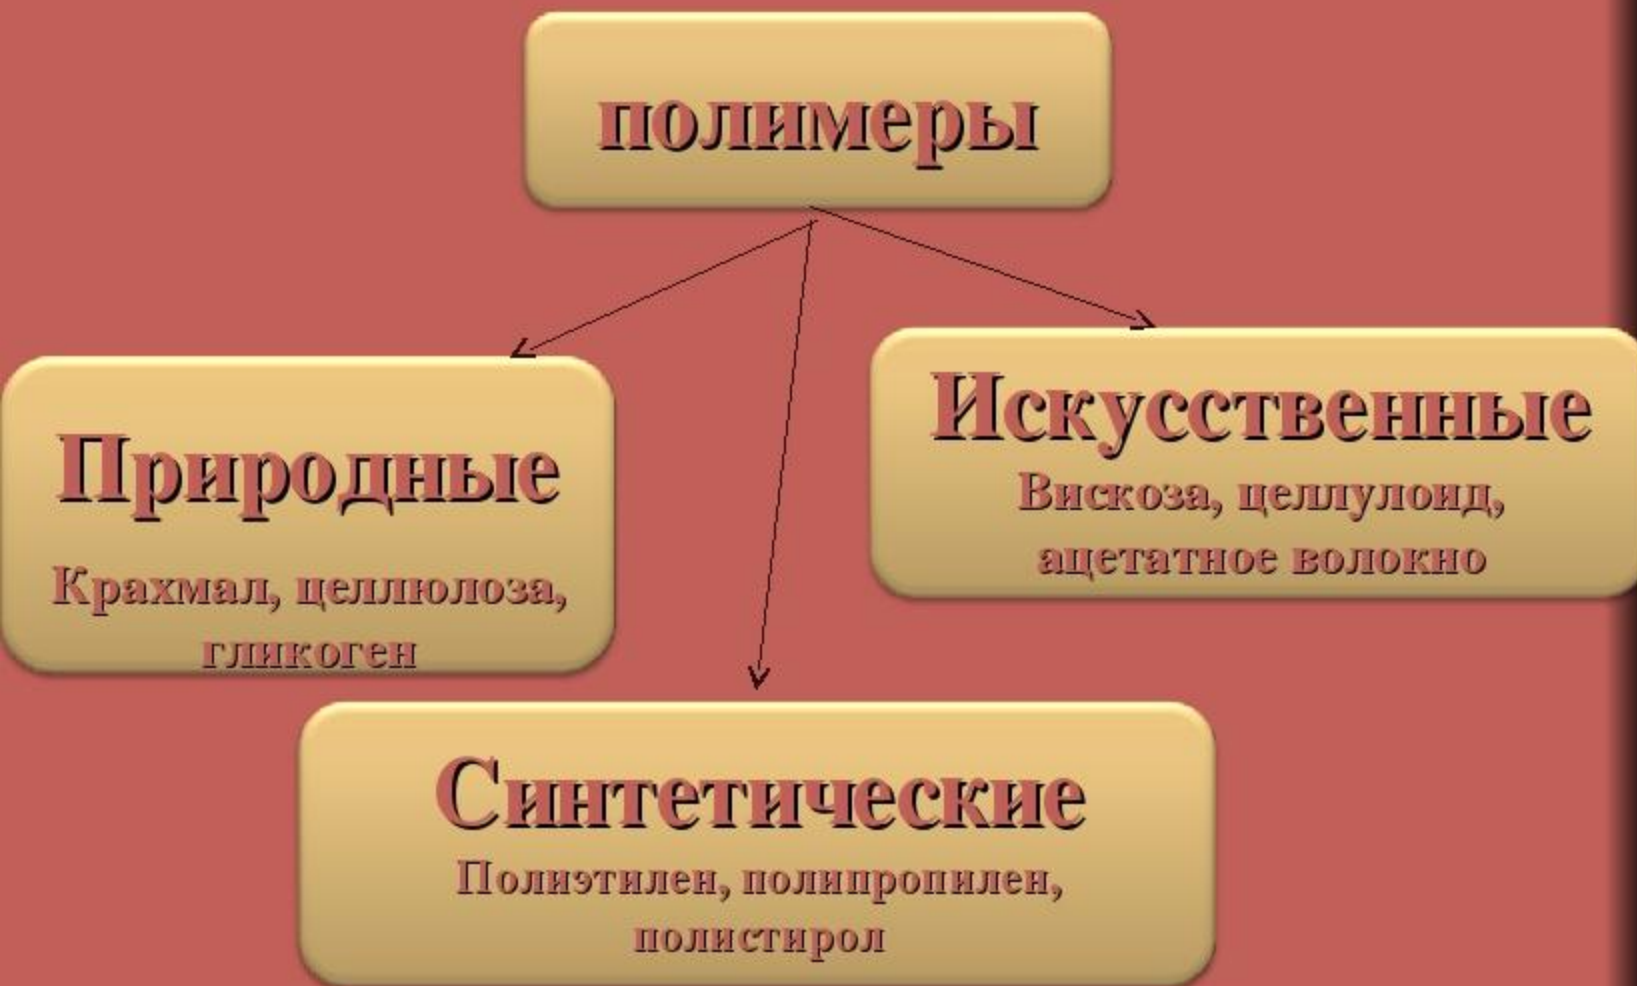 полимеры
Природные
Крахмал, целлюлоза,
гликоген
Искусственные
Вискоза, целлулоид,
ацетатное волокно
Синтетические
Полиэтилен, полипропилен,
полистирол